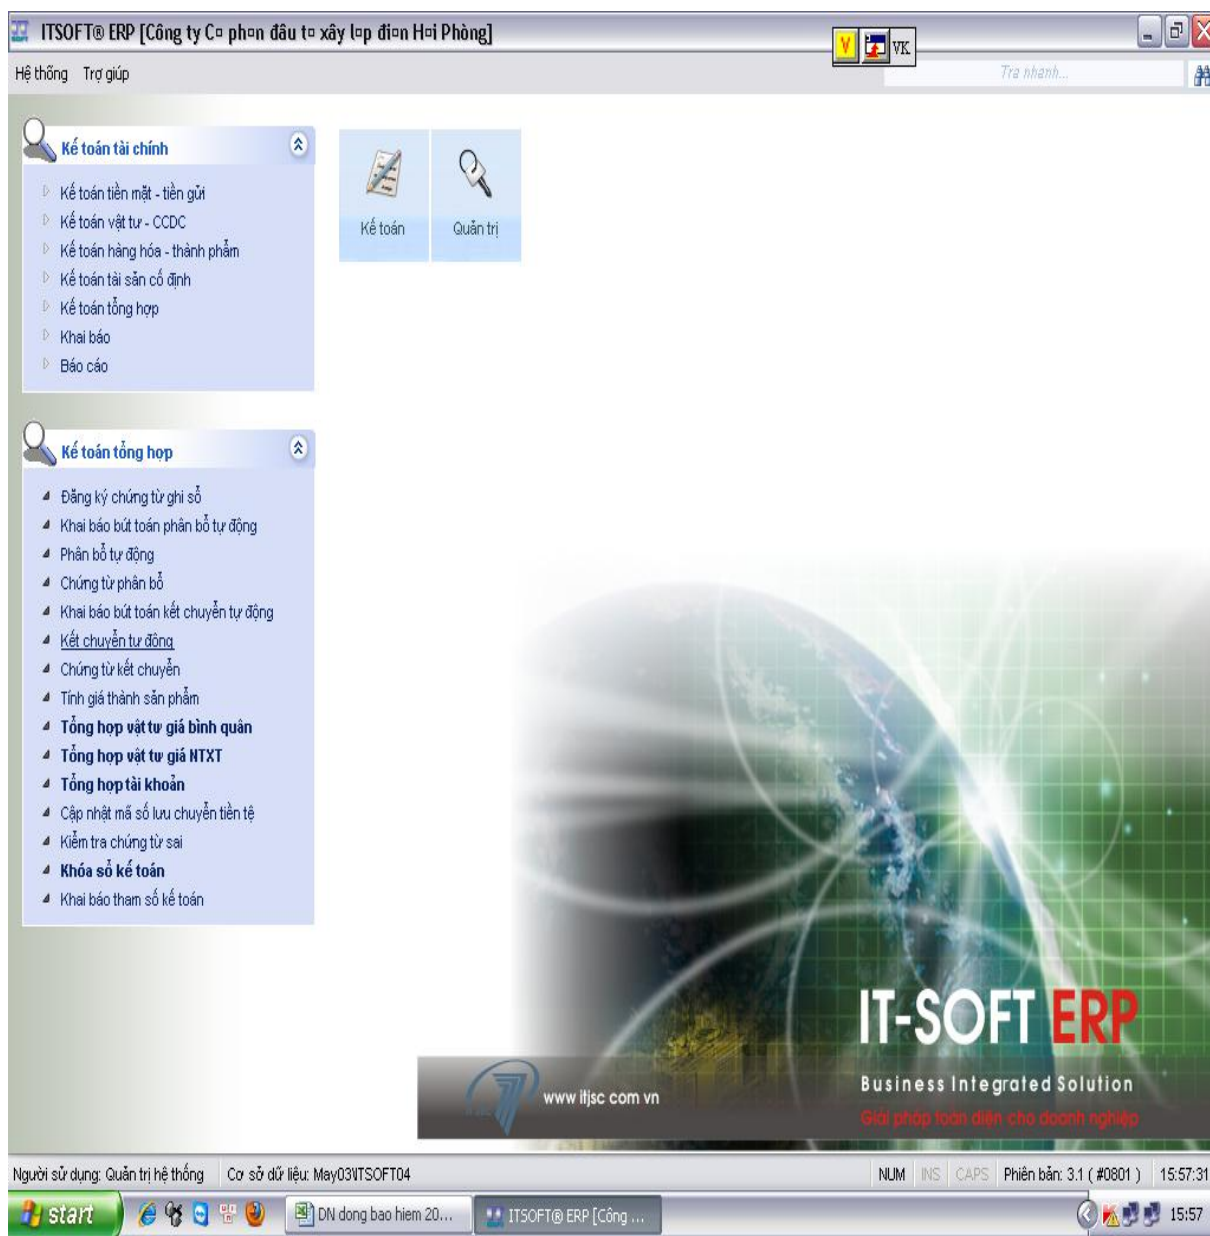 ITSOFT® ERP [Công ty C¤ ph¤n đâu t¤ xây l¤p đi¤n H¤i Phòng]
V VK
Hệ thống Trợ giúp
Tra nhanh...
Kế toán tài chính
Kế toán tiền mặt - tiền gửi
Kế toán vật tư - CCDC
Kế toán hàng hóa - thành phẩm
Kế toán tài sản cố định
Kế toán tổng hợp
Khai báo
Báo cáo
Kế toán Quản trị
Kế toán tổng hợp
Đăng ký chứng từ ghi sổ
Khai báo bút toán phân bổ tự động
Phân bổ tự động
Chứng từ phân bổ
Khai báo bút toán kết chuyển tự động
Kết chuyển tự động
Chứng từ kết chuyển
Tính giá thành sản phẩm
Tổng hợp vật tư giá bình quân
Tổng hợp vật tư giá NTXT
Tổng hợp tài khoản
Cập nhật mã số lưu chuyển tiền tệ
Kiểm tra chứng từ sai
Khóa sổ kế toán
Khai báo tham số kế toán
IT-SOFT ERP
Business Integrated Solution
Giải pháp toàn diện cho doanh nghiệp
www itjsc com vn
Người sử dụng: Quản trị hệ thống Cơ sở dữ liệu: May03\ITSOFT04 NUM INS CAPS Phiên bản: 3.1 ( #0801 ) 15:57:31
start DN dong bao hiem 20... ITSOFT® ERP [Công ... 15:57